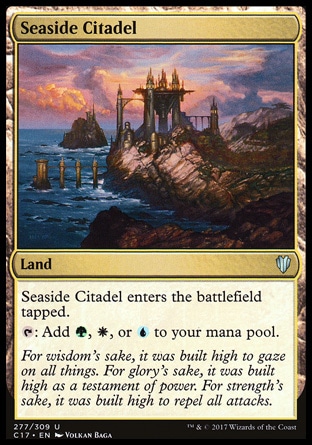 Seaside Citadel
Land
Seaside Citadel enters the battlefield
tapped.
: Add , , or to your mana pool.
For wisdom's sake, it was built high to gaze
on all things. For glory's sake, it was built
high as a testament of power. For strength's
sake, it was built high to repel all attacks.
277/309 U
C17 • EN Volkan Baga
™ & © 2017 Wizards of the Coast